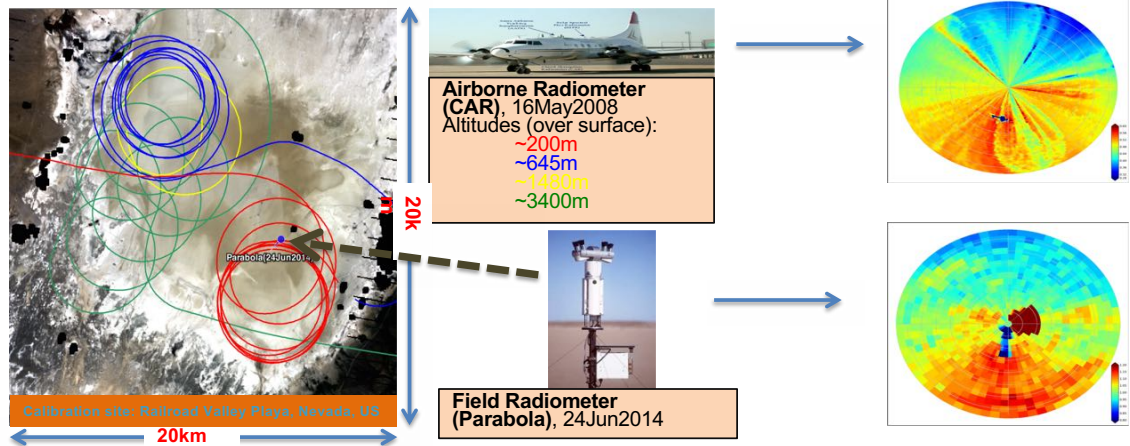 Airborne Radiometer
(CAR), 16May2008
Altitudes (over surface):
~200m
~645m
~1480m
~3400m
20k
m
Parabola(24Jun2014)
Field Radiometer
(Parabola), 24Jun2014
Calibration site: Railroad Valley Playa, Nevada, US
20km